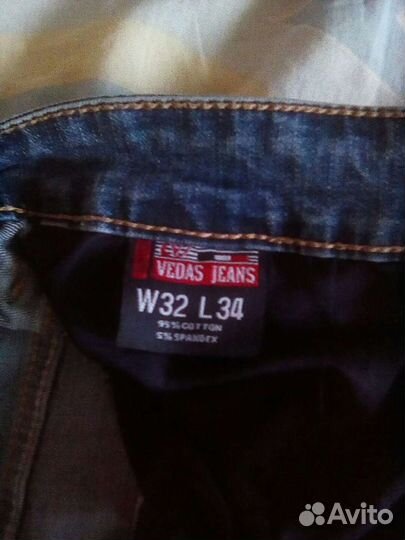 VEDAS JEANS
W32 L34
95% COTTON
5% SPANDEX
Avito